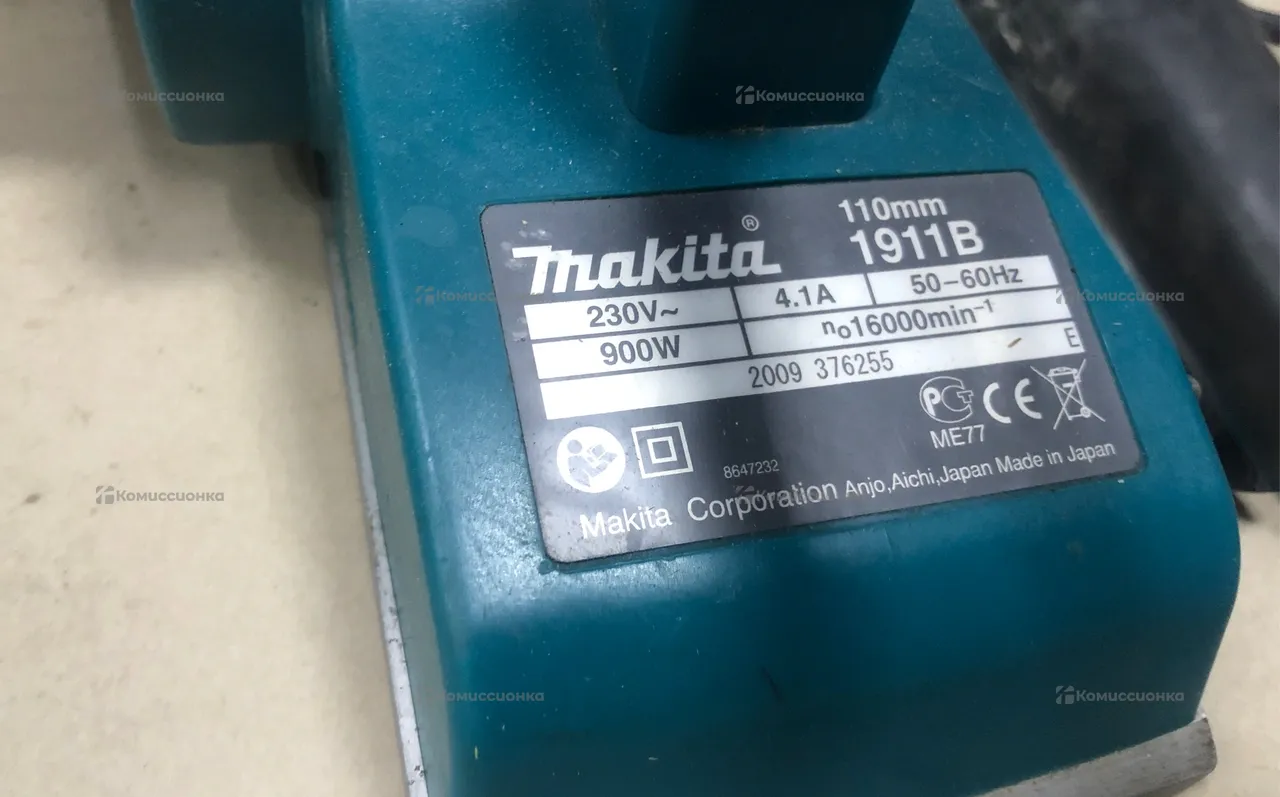 110mm
makita® 1911B
230V~ 4.1A 50-60Hz
900W n₀16000min⁻¹
2009 376255 E
PCT CE
ME77
8647232
Makita Corporation Anjo,Aichi,Japan Made in Japan
Комиссионка
Комиссионка
Комиссионка
Комиссионка
Комиссионка
Комиссионка
Комиссионка